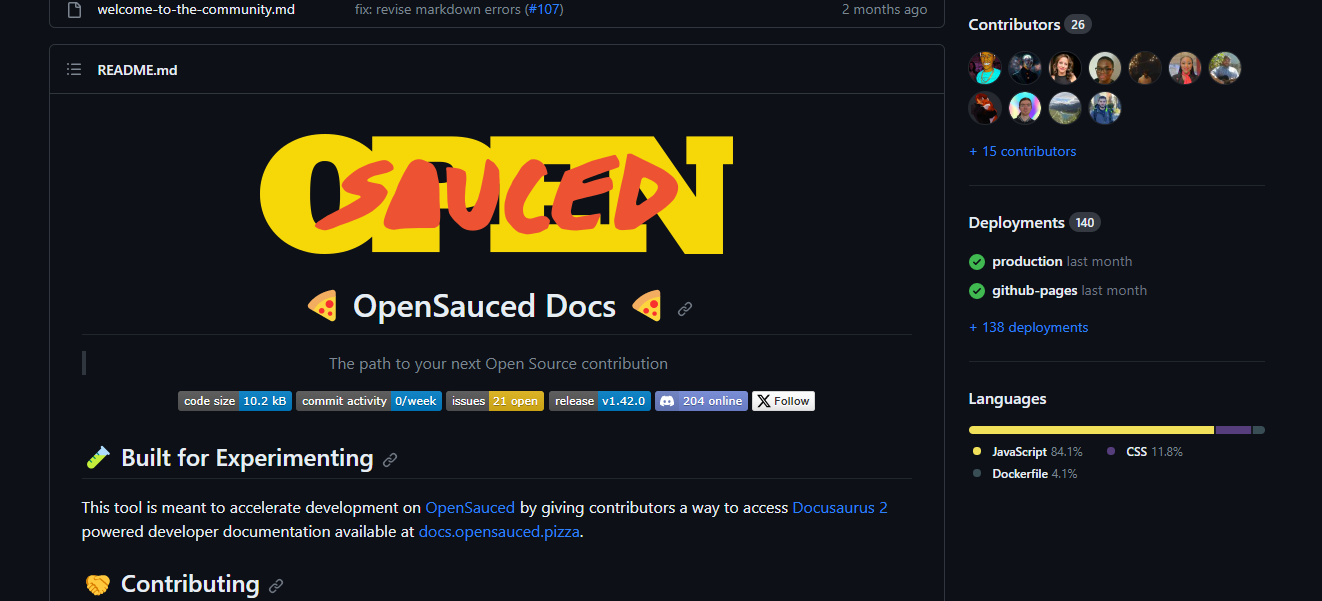 welcome-to-the-community.md fix: revise markdown errors (#107) 2 months ago
README.md
OPEN
SAUCED
OpenSauced Docs
The path to your next Open Source contribution
code size 10.2 kB commit activity 0/week issues 21 open release v1.42.0 204 online X Follow
Built for Experimenting
This tool is meant to accelerate development on OpenSauced by giving contributors a way to access Docusaurus 2
powered developer documentation available at docs.opensauced.pizza.
Contributing
Contributors 26
+ 15 contributors
Deployments 140
production last month
github-pages last month
+ 138 deployments
Languages
JavaScript 84.1% CSS 11.8%
Dockerfile 4.1%